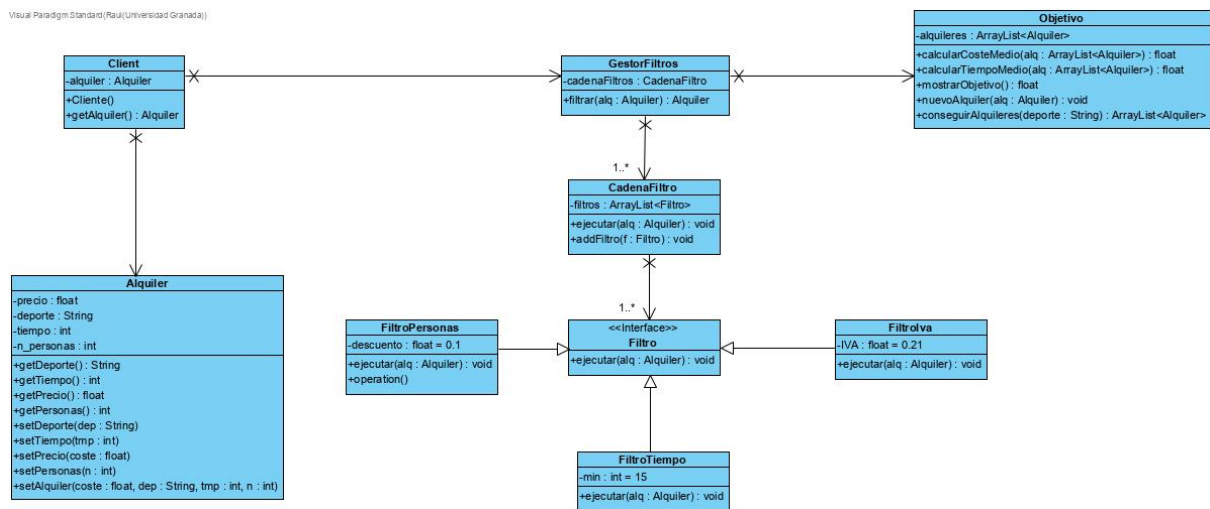 Visual Paradigm Standard(Raul(Universidad Granada))
Client
-alquiler : Alquiler
+Cliente()
+getAlquiler() : Alquiler
GestorFiltros
-cadenaFiltros : CadenaFiltro
+filtrar(alq : Alquiler) : Alquiler
Objetivo
-alquileres : ArrayList<Alquiler>
+calcularCosteMedio(alq : ArrayList<Alquiler>) : float
+calcularTiempoMedio(alq : ArrayList<Alquiler>) : float
+mostrarObjetivo() : float
+nuevoAlquiler(alq : Alquiler) : void
+conseguirAlquileres(deporte : String) : ArrayList<Alquiler>
1..*
CadenaFiltro
-filtros : ArrayList<Filtro>
+ejecutar(alq : Alquiler) : void
+addFiltro(f : Filtro) : void
Alquiler
-precio : float
-deporte : String
-tiempo : int
-n_personas : int
+getDeporte() : String
+getTiempo() : int
+getPrecio() : float
+getPersonas() : int
+setDeporte(dep : String)
+setTiempo(tmp : int)
+setPrecio(coste : float)
+setPersonas(n : int)
+setAlquiler(coste : float, dep : String, tmp : int, n : int)
1..*
FiltroPersonas
-descuento : float = 0.1
+ejecutar(alq : Alquiler) : void
+operation()
<<Interface>>
Filtro
+ejecutar(alq : Alquiler) : void
FiltroIva
-IVA : float = 0.21
+ejecutar(alq : Alquiler) : void
FiltroTiempo
-min : int = 15
+ejecutar(alq : Alquiler) : void